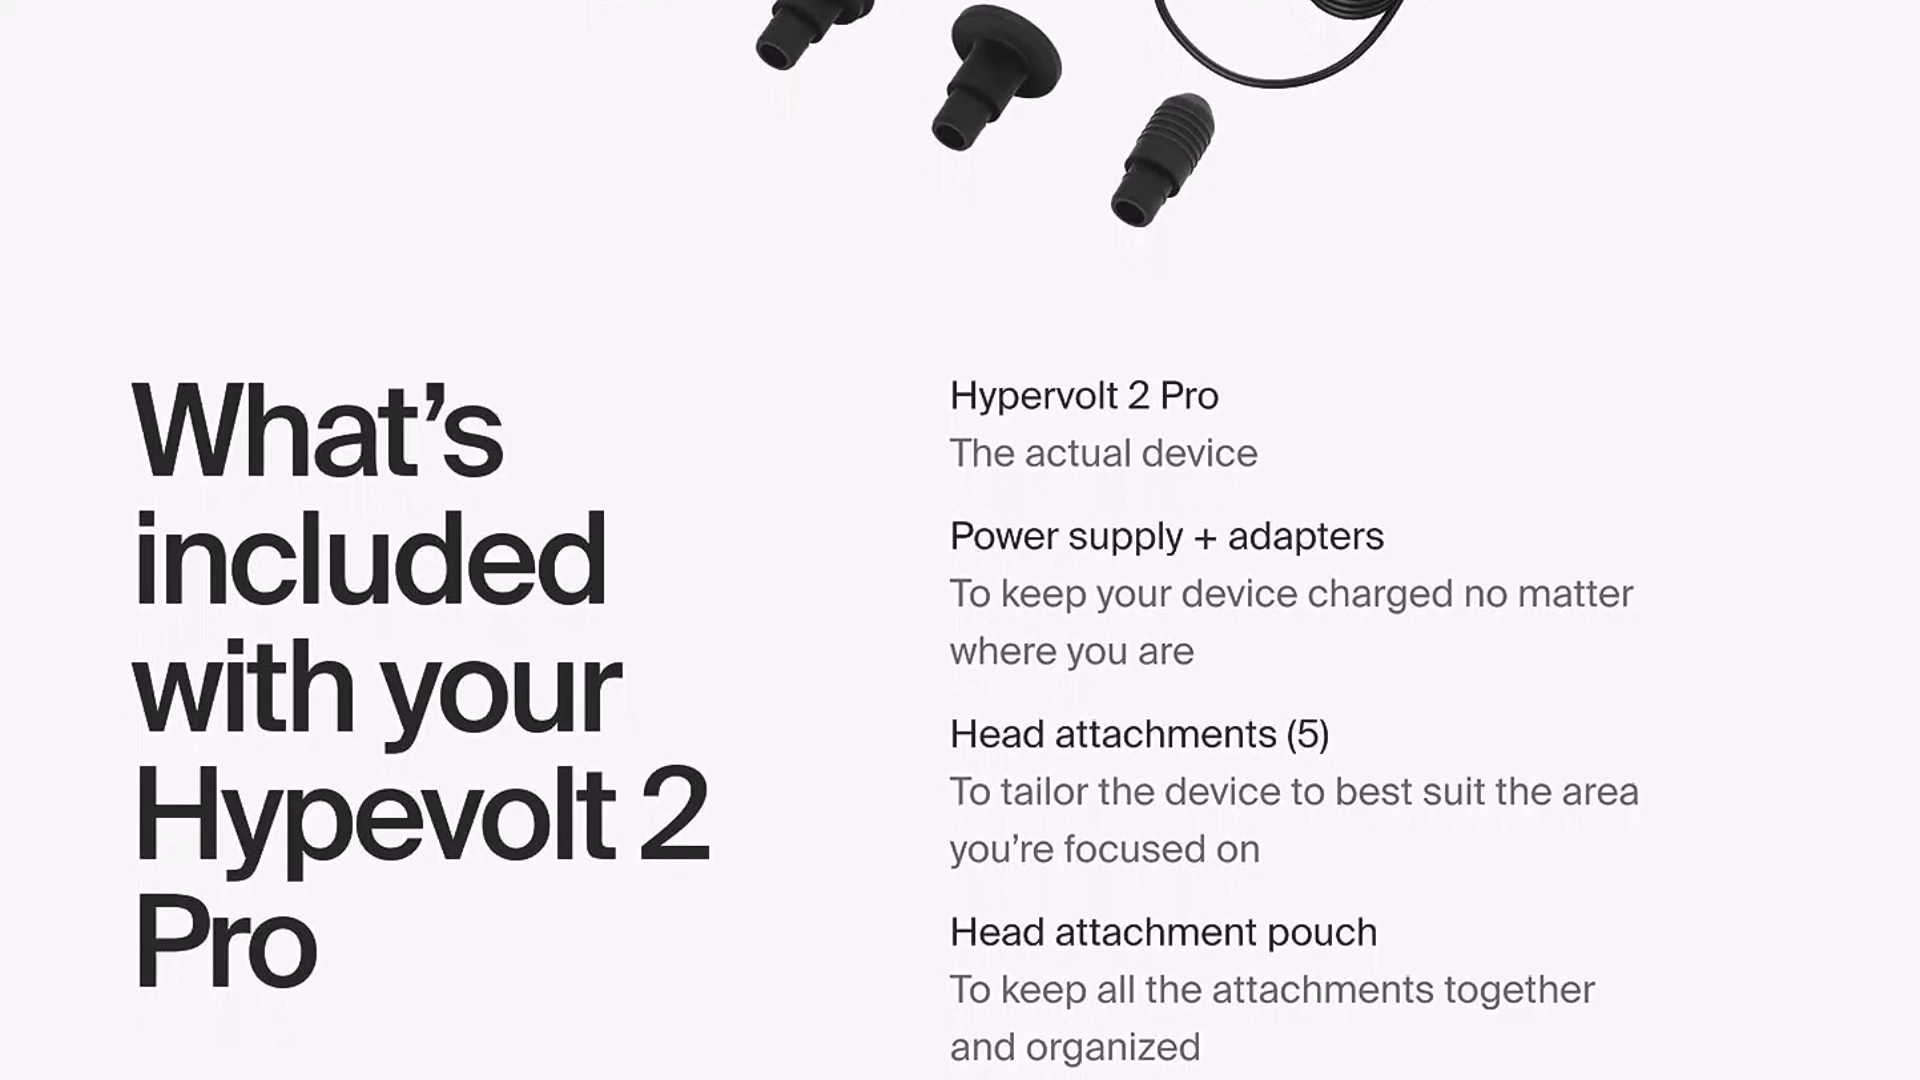 What’s
included
with your
Hypevolt 2
Pro
Hypervolt 2 Pro
The actual device
Power supply + adapters
To keep your device charged no matter
where you are
Head attachments (5)
To tailor the device to best suit the area
you’re focused on
Head attachment pouch
To keep all the attachments together
and organized